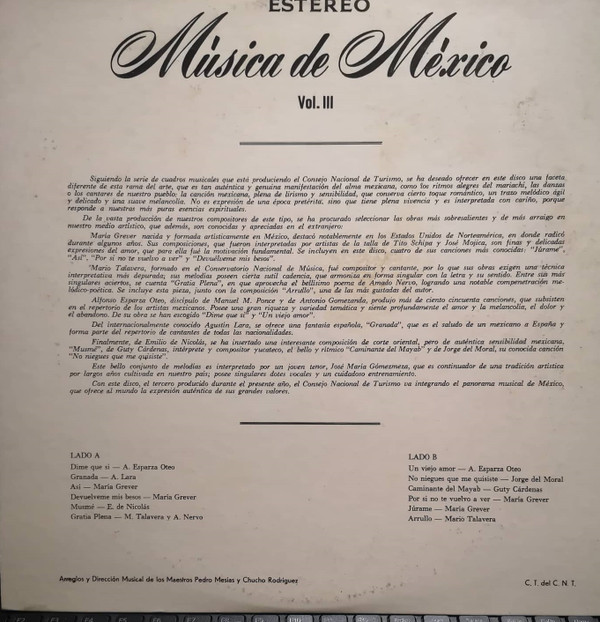 ESTEREO
Música de México
Vol. III
Siguiendo la serie de cuadros musicales que está produciendo el Consejo Nacional de Turismo, se ha deseado ofrecer en este disco una faceta
diferente de esta rama del arte, que es tan auténtica y genuina manifestación del alma mexicana, como los ritmos alegres del mariachi, las danzas
o los cantares de nuestro pueblo: la canción mexicana, plena de lirismo y sensibilidad, que conserva cierto toque romántico, un trazo melódico ágil
y delicado y una suave melancolía. No es expresión de una época pretérita, sino que tiene plena vivencia y es interpretada con cariño, porque
responde a nuestras más puras esencias espirituales.
De la vasta producción de nuestros compositores de este tipo, se ha procurado seleccionar las obras más sobresalientes y de más arraigo en
nuestro medio artístico, que además, son conocidas y apreciadas en el extranjero:
María Grever nacida y formada artísticamente en México, destacó notablemente en los Estados Unidos de Norteamérica, en donde radicó
durante algunos años. Sus composiciones, que fueron interpretadas por artistas de la talla de Tito Schipa y José Mojica, son finas y delicadas
expresiones del amor, que para ella fué la motivación fundamental. Se incluyen en este disco, cuatro de sus canciones más conocidas: "Júrame",
"Así", "Por si no te vuelvo a ver" y "Devuélveme mis besos".
Mario Talavera, formado en el Conservatorio Nacional de Música, fué compositor y cantante, por lo que sus obras exigen una técnica
interpretativa más depurada; sus melodías poseen cierta sutil cadencia, que armoniza en forma singular con la letra y su sentido. Entre sus más
singulares aciertos, se cuenta "Gratia Plena", en que aprovecha el bellísimo poema de Amado Nervo, logrando una notable compenetración me-
lódico-poética. Se incluye esta pieza, junto con la composición "Arrullo", una de las más gustadas del autor.
Alfonso Esparza Oteo, discípulo de Manuel M. Ponce y de Antonio Gomezanda, produjo más de ciento cincuenta canciones, que subsisten
en el repertorio de los artistas mexicanos. Posee una gran riqueza y variedad temática y siente profundamente el amor y la melancolía, el dolor y
el abandono. De su obra se han escogido "Dime que sí" y "Un viejo amor".
Del internacionalmente conocido Agustín Lara, se ofrece una fantasía española, "Granada", que es el saludo de un mexicano a España y
forma parte del repertorio de cantantes de todas las nacionalidades.
Finalmente, de Emilio de Nicolás, se ha insertado una interesante composición de corte oriental, pero de auténtica sensibilidad mexicana,
"Musmé", de Guty Cárdenas, intérprete y compositor yucateco, el bello y rítmico "Caminante del Mayab" y de Jorge del Moral, su conocida canción
"No niegues que me quisiste".
Este bello conjunto de melodías es interpretado por un joven tenor, José María Gómezmeza, que es continuador de una tradición artística
por largos años cultivada en nuestro país; posee singulares dotes vocales y un cuidadoso entrenamiento.
Con este disco, el tercero producido durante el presente año, el Consejo Nacional de Turismo va integrando el panorama musical de México,
que ofrece al mundo la expresión auténtica de sus grandes valores.
LADO A
Dime que si — A. Esparza Oteo
Granada — A. Lara
Asi — María Grever
Devuelveme mis besos — María Grever
Musmé — E. de Nicolás
Gratia Plena — M. Talavera y A. Nervo
LADO B
Un viejo amor — A. Esparza Oteo
No niegues que me quisiste — Jorge del Moral
Caminante del Mayab — Guty Cárdenas
Por si no te vuelvo a ver — María Grever
Júrame — María Grever
Arrullo — Mario Talavera
Arreglos y Dirección Musical de los Maestros Pedro Mesías y Chucho Rodríguez
C. T. del C. N. T.